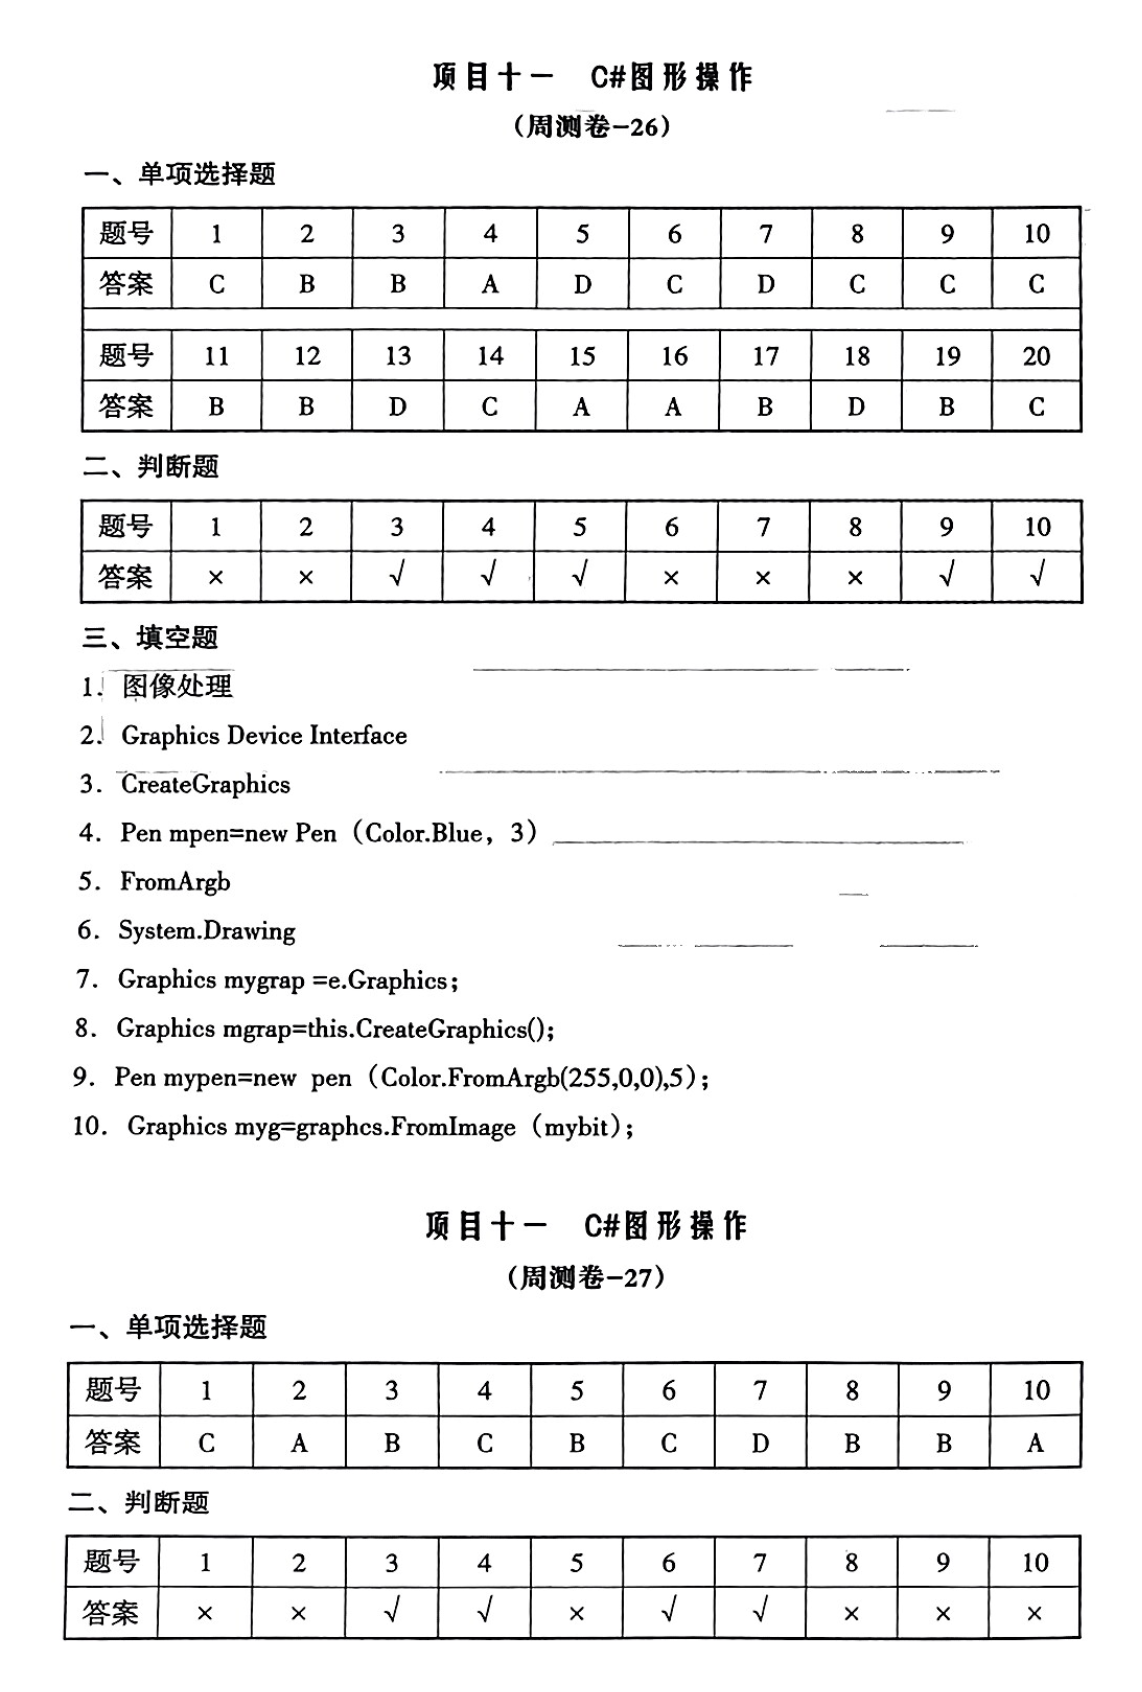 项目十一 C#图形操作
（周测卷-26）
一、单项选择题
题号 1 2 3 4 5 6 7 8 9 10
答案 C B B A D C D C C C
题号 11 12 13 14 15 16 17 18 19 20
答案 B B D C A A B D B C
二、判断题
题号 1 2 3 4 5 6 7 8 9 10
答案 × × √ √ √ × × × √ √
三、填空题
1. 图像处理
2. Graphics Device Interface
3. CreateGraphics
4. Pen mpen=new Pen（Color.Blue，3）
5. FromArgb
6. System.Drawing
7. Graphics mygrap =e.Graphics;
8. Graphics mgrap=this.CreateGraphics();
9. Pen mypen=new pen（Color.FromArgb(255,0,0),5）;
10. Graphics myg=graphcs.FromImage（mybit）;
项目十一 C#图形操作
（周测卷-27）
一、单项选择题
题号 1 2 3 4 5 6 7 8 9 10
答案 C A B C B C D B B A
二、判断题
题号 1 2 3 4 5 6 7 8 9 10
答案 × × √ √ × √ √ × × ×